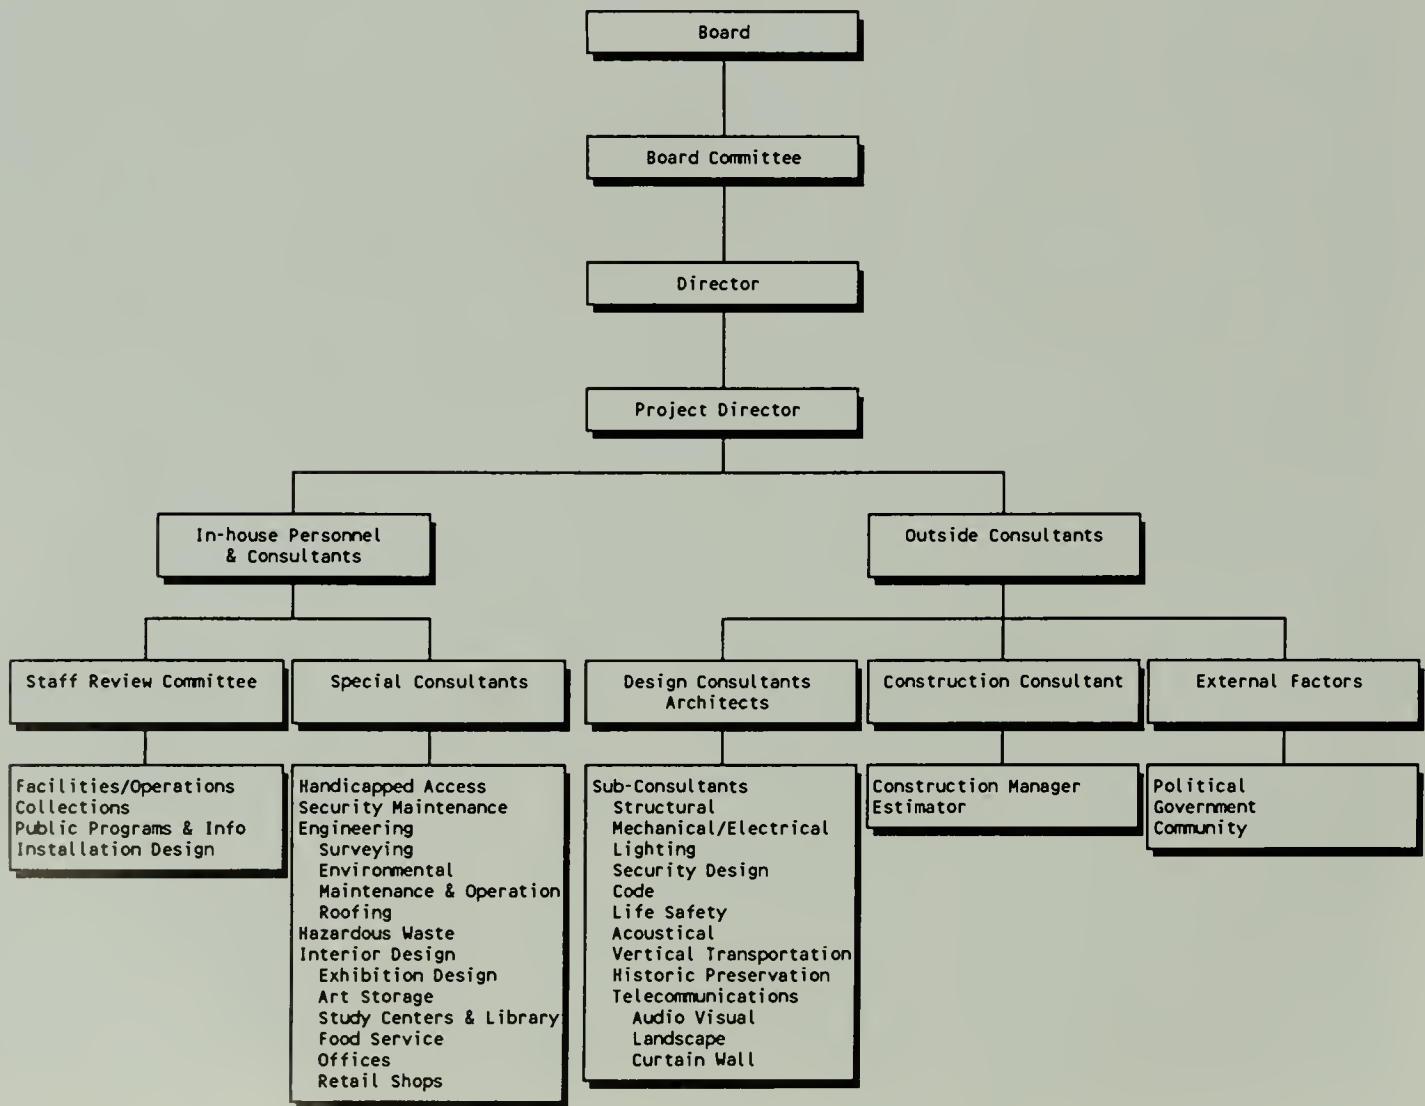 Board
Board Committee
Director
Project Director
In-house Personnel
& Consultants
Outside Consultants
Staff Review Committee
Special Consultants
Design Consultants
Architects
Construction Consultant
External Factors
Facilities/Operations
Collections
Public Programs & Info
Installation Design
Handicapped Access
Security Maintenance
Engineering
Surveying
Environmental
Maintenance & Operation
Roofing
Hazardous Waste
Interior Design
Exhibition Design
Art Storage
Study Centers & Library
Food Service
Offices
Retail Shops
Sub-Consultants
Structural
Mechanical/Electrical
Lighting
Security Design
Code
Life Safety
Acoustical
Vertical Transportation
Historic Preservation
Telecommunications
Audio Visual
Landscape
Curtain Wall
Construction Manager
Estimator
Political
Government
Community